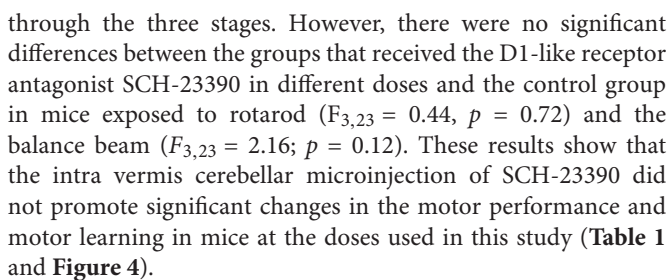 through the three stages. However, there were no significant
differences between the groups that received the D1-like receptor
antagonist SCH-23390 in different doses and the control group
in mice exposed to rotarod (F3,23 = 0.44, p = 0.72) and the
balance beam (F3,23 = 2.16; p = 0.12). These results show that
the intra vermis cerebellar microinjection of SCH-23390 did
not promote significant changes in the motor performance and
motor learning in mice at the doses used in this study (Table 1
and Figure 4).